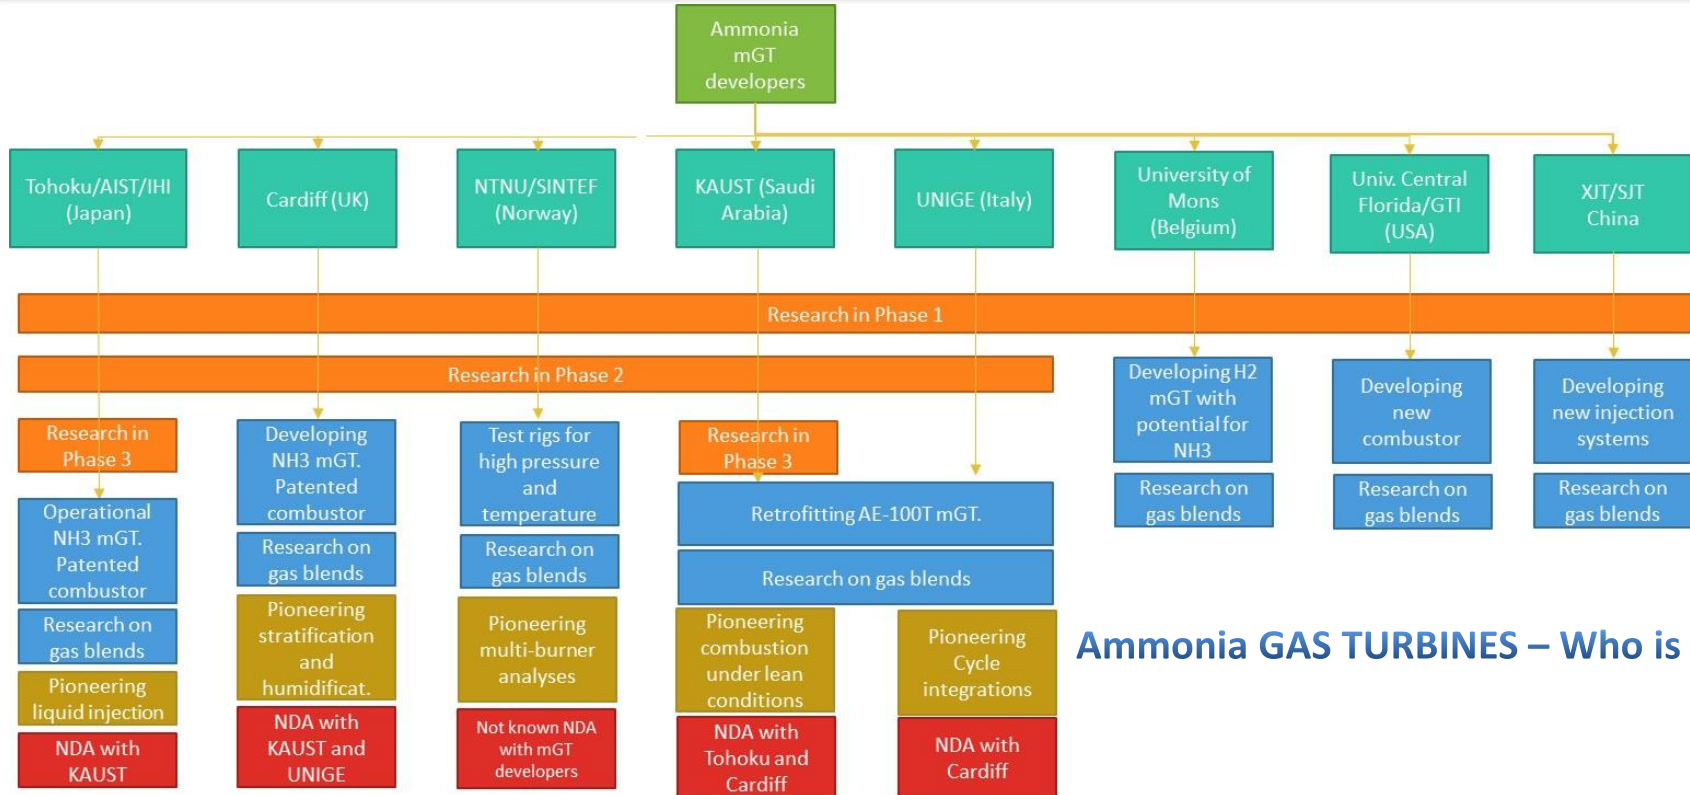 Ammonia
mGT
developers
Tohoku/AIST/IHI
(Japan)
Cardiff (UK)
NTNU/SINTEF
(Norway)
KAUST (Saudi
Arabia)
UNIGE (Italy)
University of
Mons
(Belgium)
Univ. Central
Florida/GTI
(USA)
XJT/SJT
China
Research in Phase 1
Research in Phase 2
Research in
Phase 3
Operational
NH3 mGT.
Patented
combustor
Research on
gas blends
Pioneering
liquid injection
NDA with
KAUST
Developing
NH3 mGT.
Patented
combustor
Research on
gas blends
Pioneering
stratification
and
humidificat.
NDA with
KAUST and
UNIGE
Test rigs for
high pressure
and
temperature
Research on
gas blends
Pioneering
multi-burner
analyses
Not known NDA
with mGT
developers
Research in
Phase 3
Retrofitting AE-100T mGT.
Research on gas blends
Pioneering
combustion
under lean
conditions
NDA with
Tohoku and
Cardiff
Pioneering
Cycle
integrations
NDA with
Cardiff
Developing H2
mGT with
potential for
NH3
Research on
gas blends
Developing
new
combustor
Research on
gas blends
Developing
new injection
systems
Research on
gas blends
Ammonia GAS TURBINES – Who is